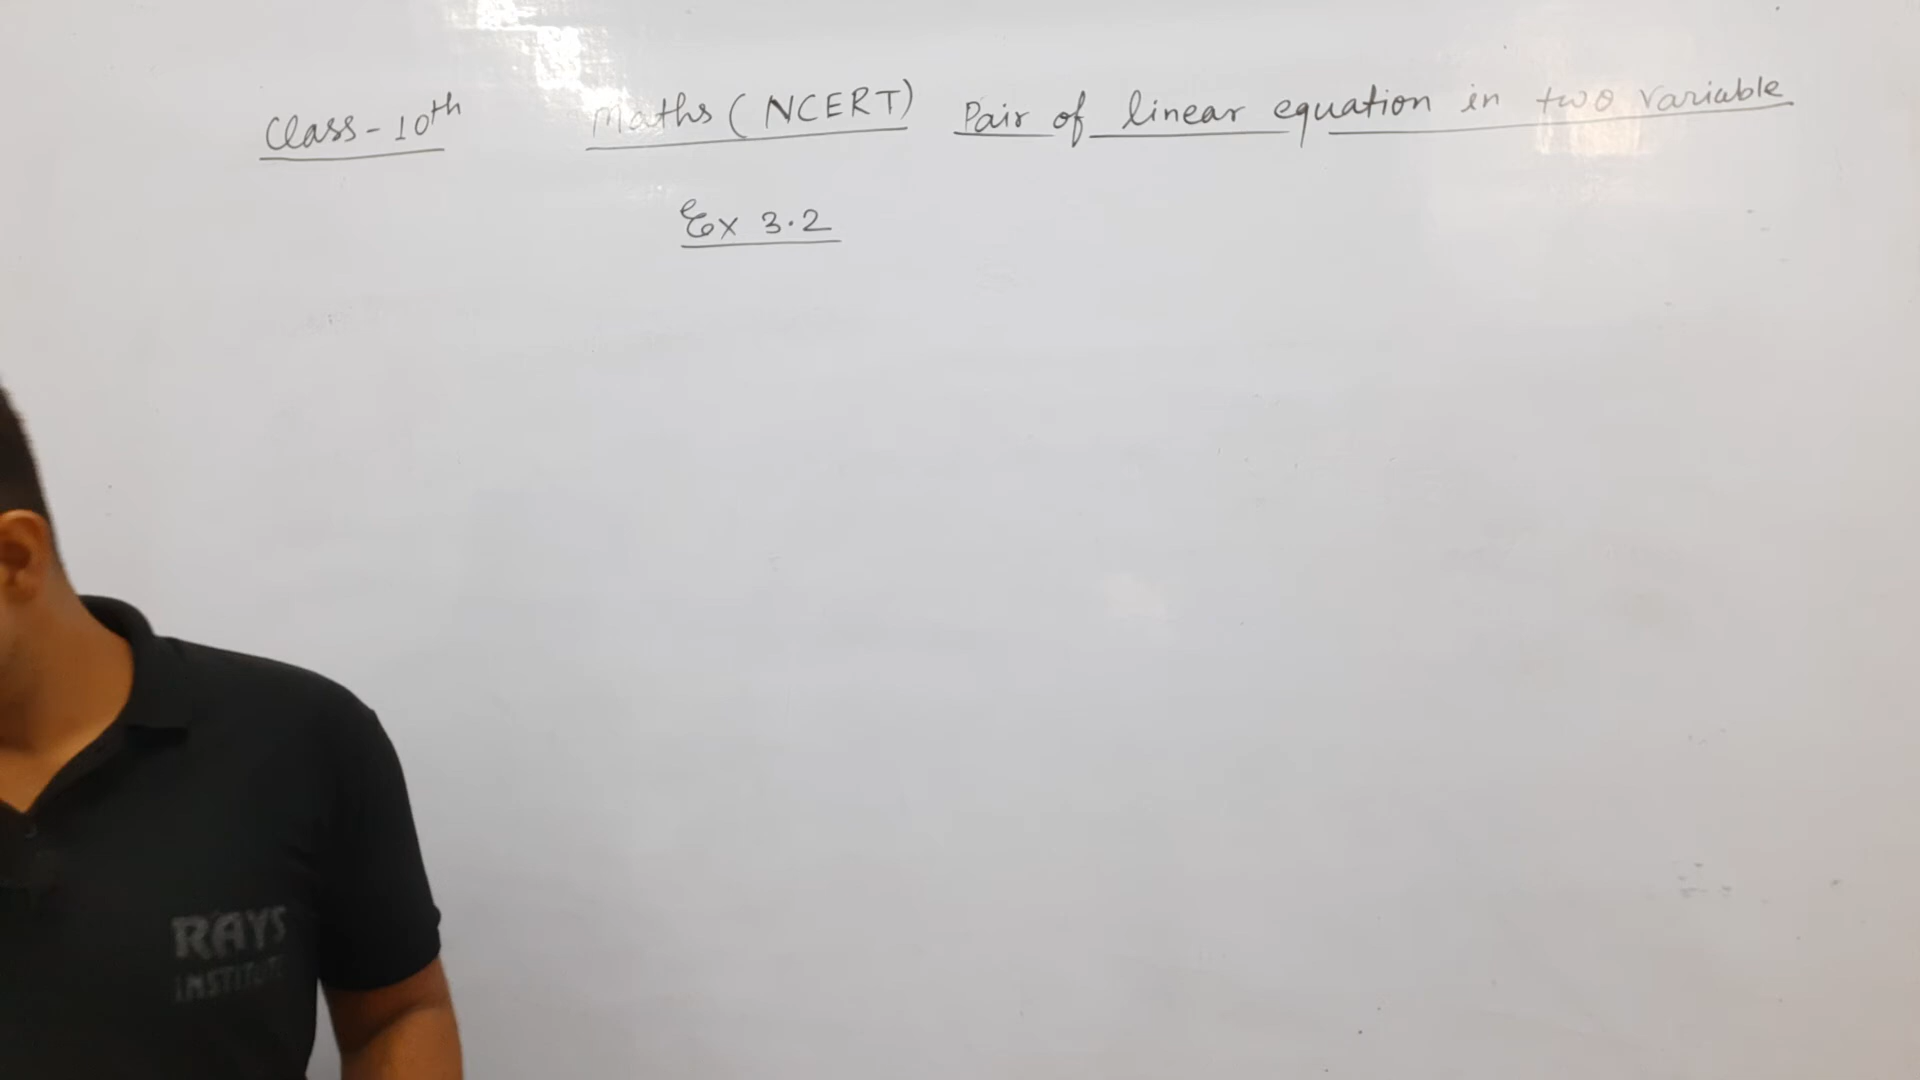 Class-10th Maths (NCERT) Pair of linear equation in two variable
Ex 3.2
RAYS
INSTITUTE